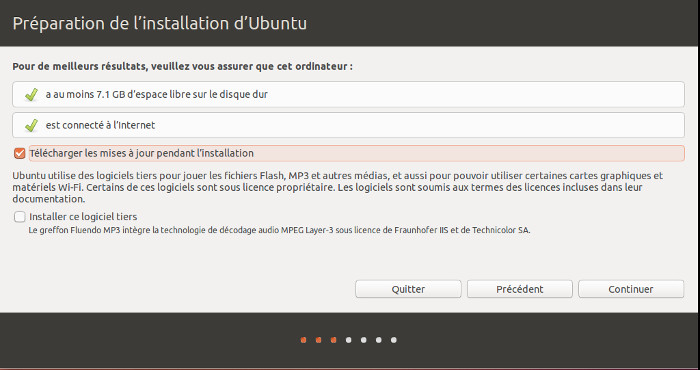 Préparation de l’installation d’Ubuntu
Pour de meilleurs résultats, veuillez vous assurer que cet ordinateur :
a au moins 7.1 GB d’espace libre sur le disque dur
est connecté à l’Internet
Télécharger les mises à jour pendant l’installation
Ubuntu utilise des logiciels tiers pour jouer les fichiers Flash, MP3 et autres médias, et aussi pour pouvoir utiliser certaines cartes graphiques et
matériels Wi-Fi. Certains de ces logiciels sont sous licence propriétaire. Les logiciels sont soumis aux termes des licences incluses dans leur
documentation.
Installer ce logiciel tiers
Le greffon Fluendo MP3 intègre la technologie de décodage audio MPEG Layer-3 sous licence de Fraunhofer IIS et de Technicolor SA.
Quitter
Précédent
Continuer